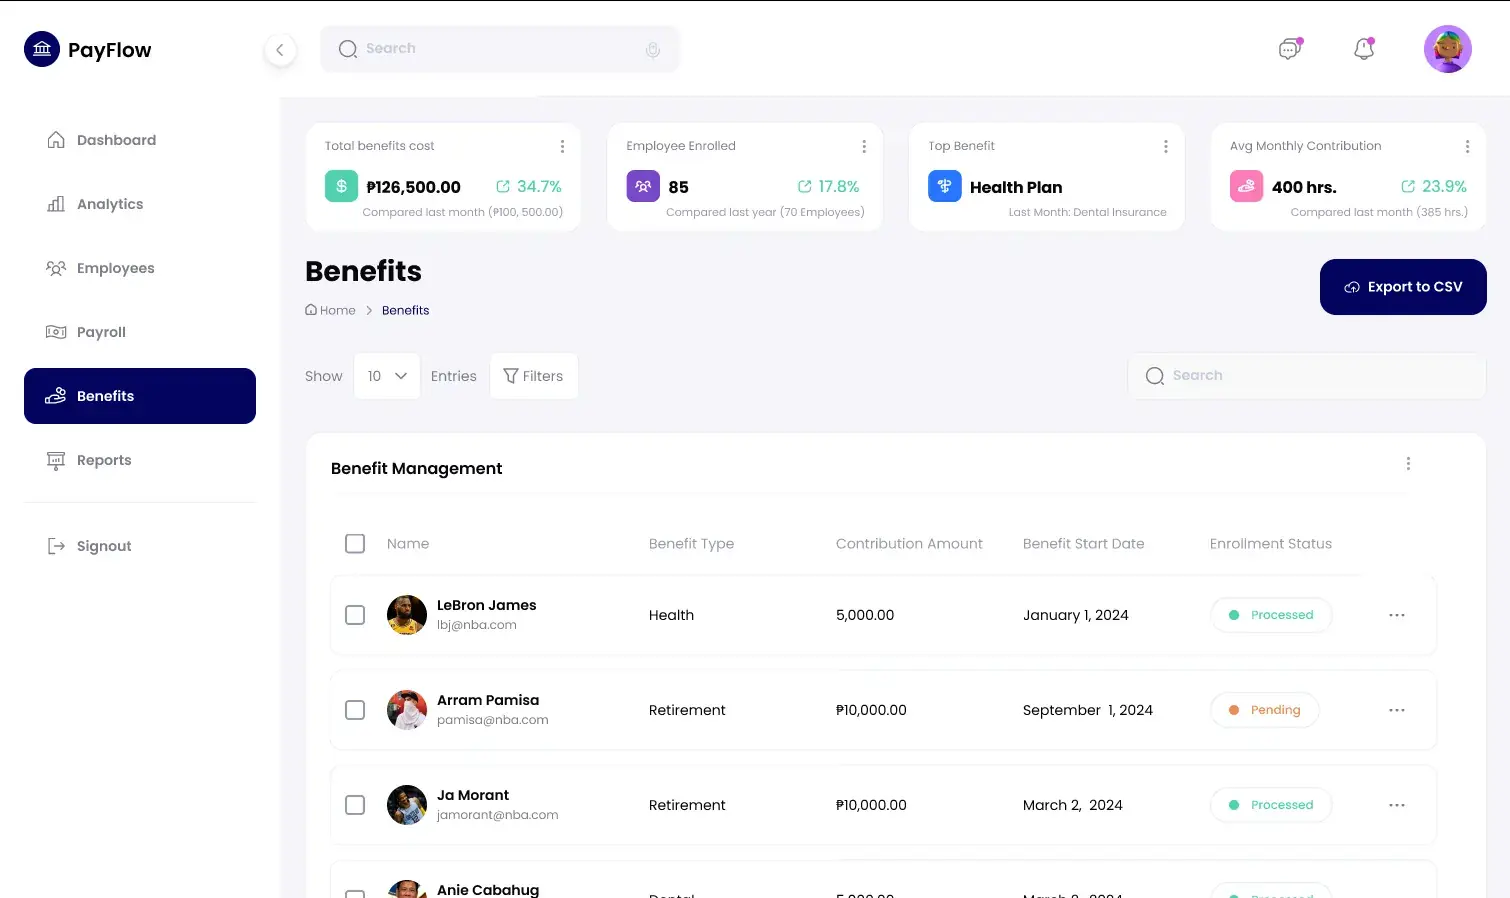 PayFlow
Search
Dashboard
Analytics
Employees
Payroll
Benefits
Reports
Signout
Total benefits cost
$
₱126,500.00
34.7%
Compared last month (₱100, 500.00)
Employee Enrolled
85
17.8%
Compared last year (70 Employees)
Top Benefit
Health Plan
Last Month: Dental Insurance
Avg Monthly Contribution
400 hrs.
23.9%
Compared last month (385 hrs.)
Benefits
Home > Benefits
Export to CSV
Show 10 Entries
Filters
Search
Benefit Management
Name Benefit Type Contribution Amount Benefit Start Date Enrollment Status
LeBron James
lbj@nba.com
Health 5,000.00 January 1, 2024 Processed
Arram Pamisa
pamisa@nba.com
Retirement ₱10,000.00 September  1, 2024 Pending
Ja Morant
jamorant@nba.com
Retirement ₱10,000.00 March 2,  2024 Processed
Anie Cabahug